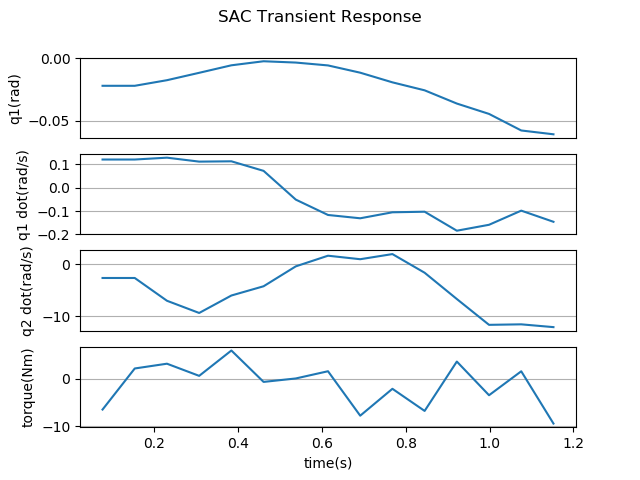 SAC Transient Response
q1(rad)
0.00
−0.05
q1 dot(rad/s)
0.1
0.0
−0.1
−0.2
q2 dot(rad/s)
0
−10
torque(Nm)
0
−10
0.2 0.4 0.6 0.8 1.0 1.2
time(s)